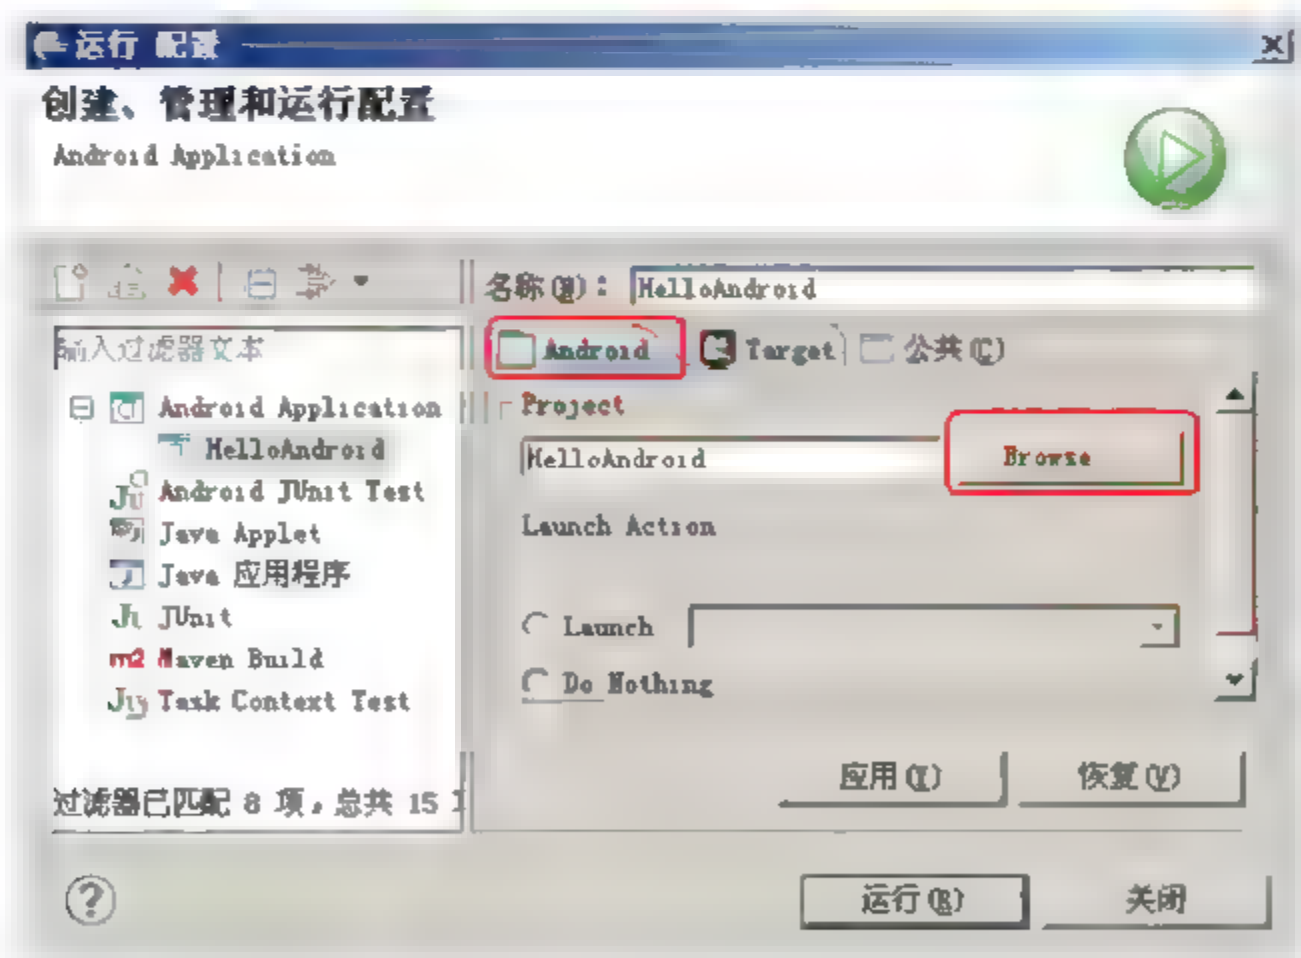 运行 配置
创建、管理和运行配置
Android Application
名称(N)： HelloAndroid
输入过滤器文本
Android Target 公共(C)
Android Application
HelloAndroid
Android JUnit Test
Java Applet
Java 应用程序
JUnit
m2 Maven Build
Task Context Test
过滤器已匹配 8 项，总共 15
Project
HelloAndroid Browse
Launch Action
Launch
Do Nothing
应用(Y) 恢复(V)
运行(R) 关闭